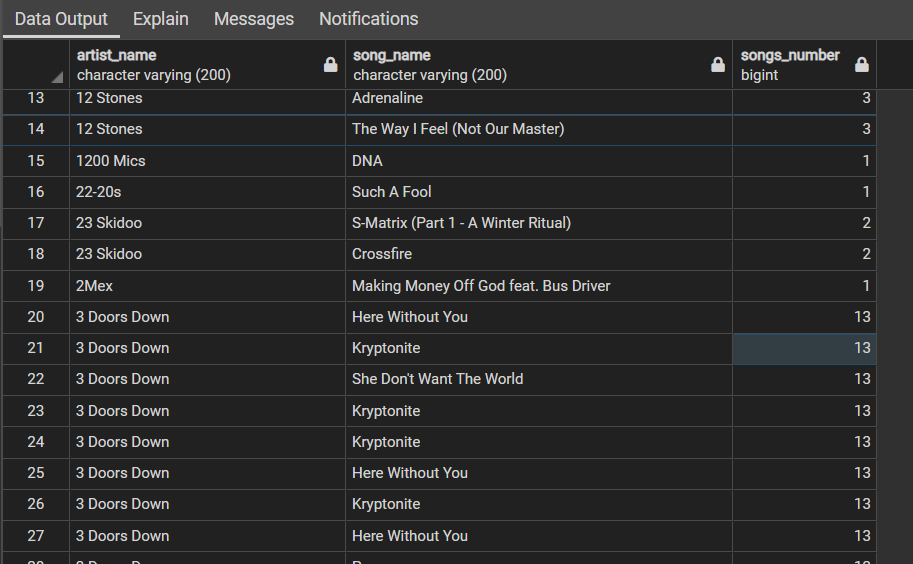 Data Output Explain Messages Notifications
artist_name song_name songs_number
character varying (200) character varying (200) bigint
13 12 Stones Adrenaline 3
14 12 Stones The Way I Feel (Not Our Master) 3
15 1200 Mics DNA 1
16 22-20s Such A Fool 1
17 23 Skidoo S-Matrix (Part 1 - A Winter Ritual) 2
18 23 Skidoo Crossfire 2
19 2Mex Making Money Off God feat. Bus Driver 1
20 3 Doors Down Here Without You 13
21 3 Doors Down Kryptonite 13
22 3 Doors Down She Don't Want The World 13
23 3 Doors Down Kryptonite 13
24 3 Doors Down Kryptonite 13
25 3 Doors Down Here Without You 13
26 3 Doors Down Kryptonite 13
27 3 Doors Down Here Without You 13